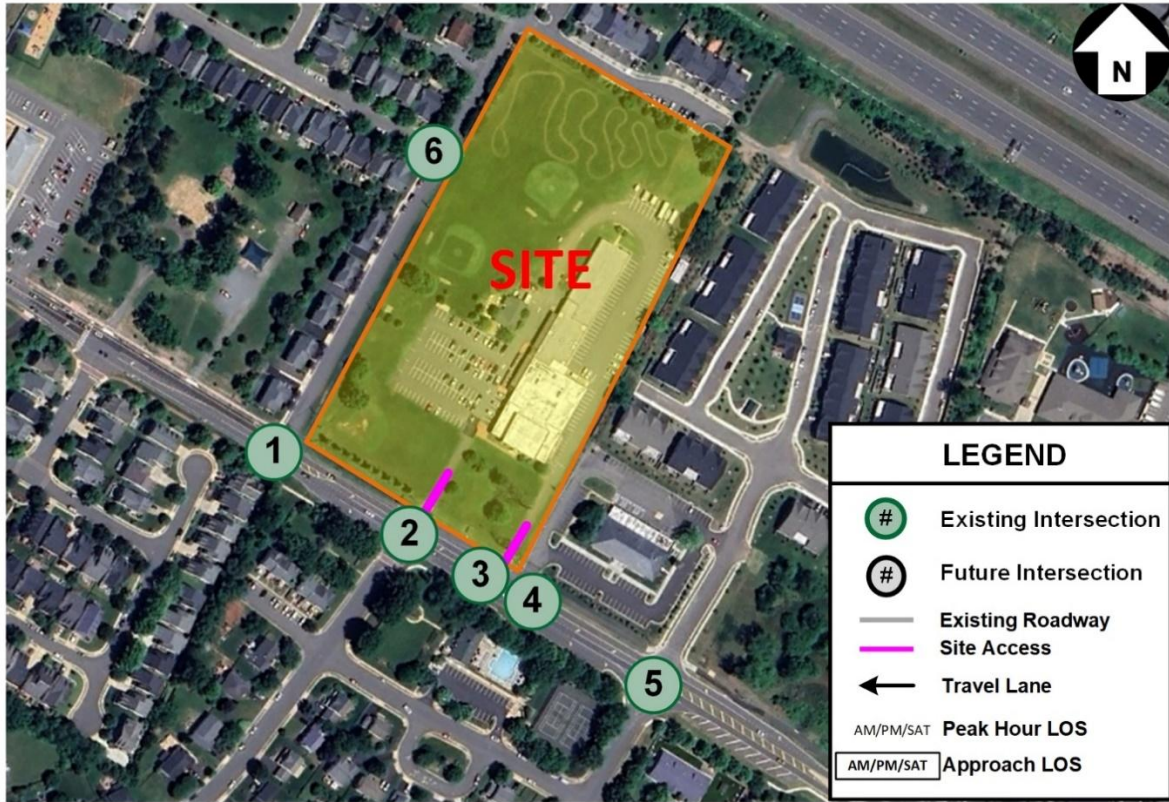 N
6
SITE
1
2
3
4
5
LEGEND
# Existing Intersection
# Future Intersection
Existing Roadway
Site Access
Travel Lane
AM/PM/SAT Peak Hour LOS
AM/PM/SAT Approach LOS